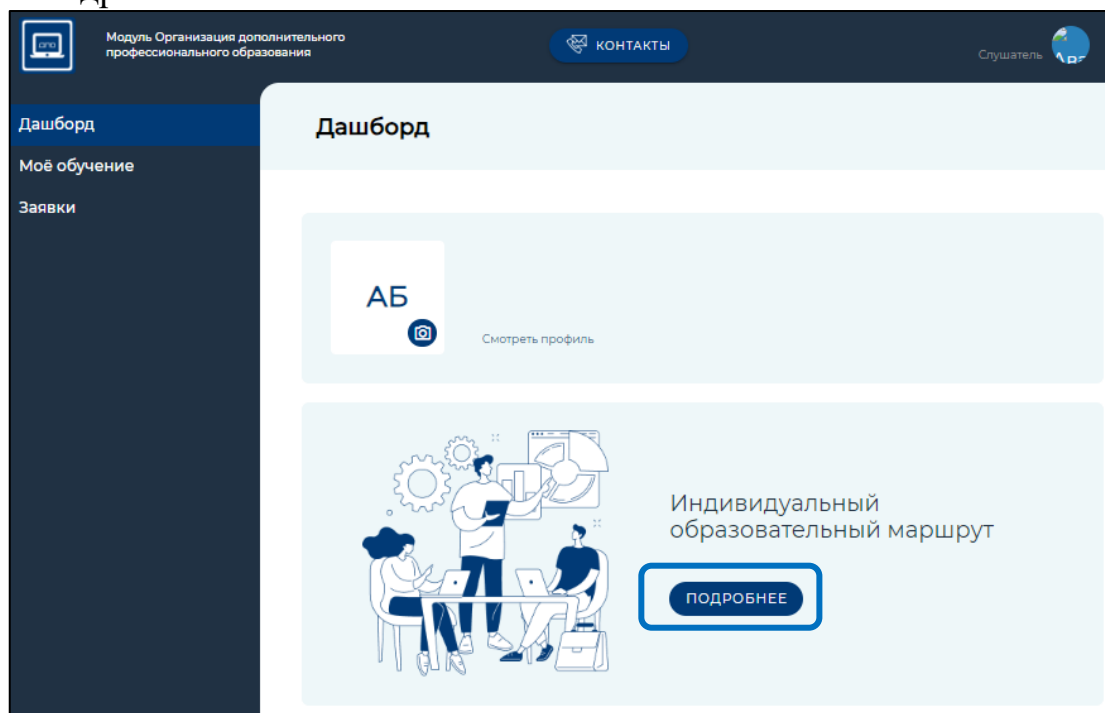 Модуль Организация дополнительного
профессионального образования
КОНТАКТЫ
Слушатель
Дашборд
Моё обучение
Заявки
Дашборд
АБ
Смотреть профиль
Индивидуальный
образовательный маршрут
ПОДРОБНЕЕ